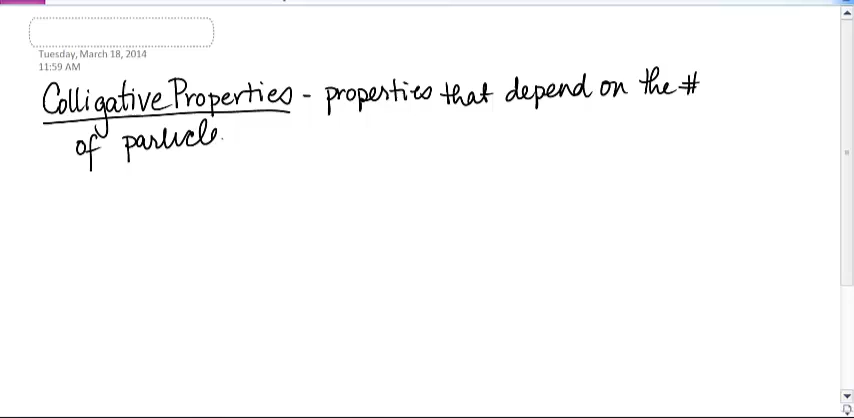 Tuesday, March 18, 2014
11:59 AM
Colligative Properties - properties that depend on the #
of particle.